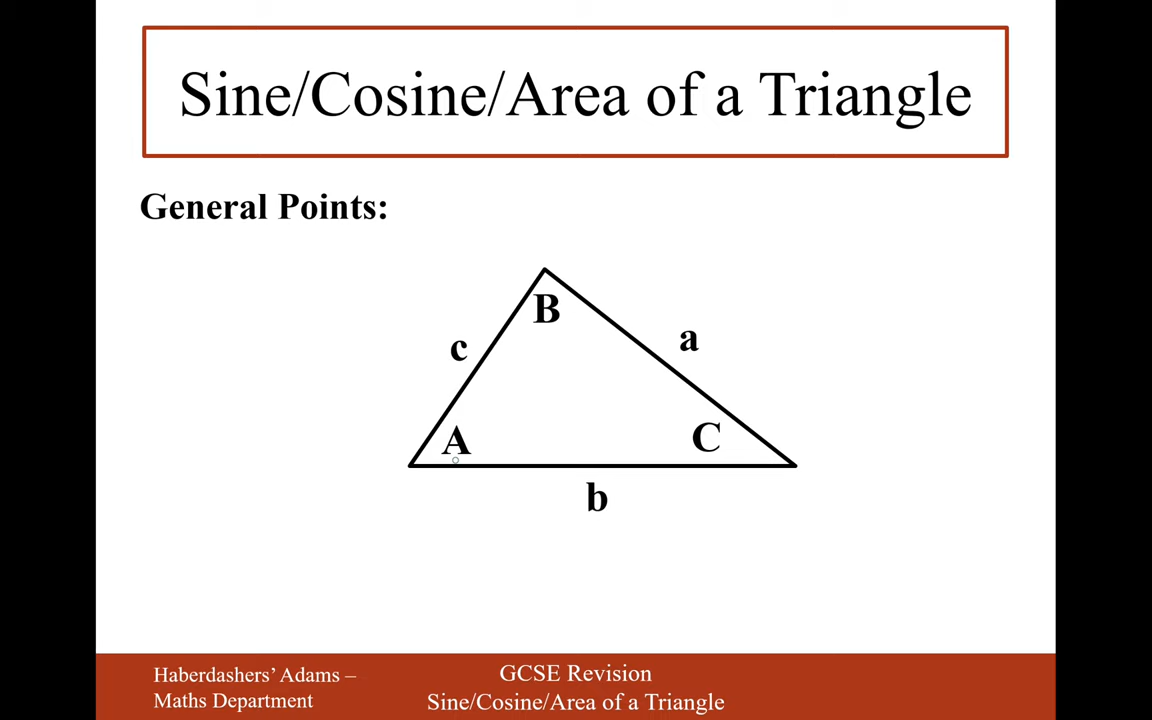 Sine/Cosine/Area of a Triangle
General Points:
B
c
a
A
C
b
Haberdashers’ Adams –
Maths Department
GCSE Revision
Sine/Cosine/Area of a Triangle